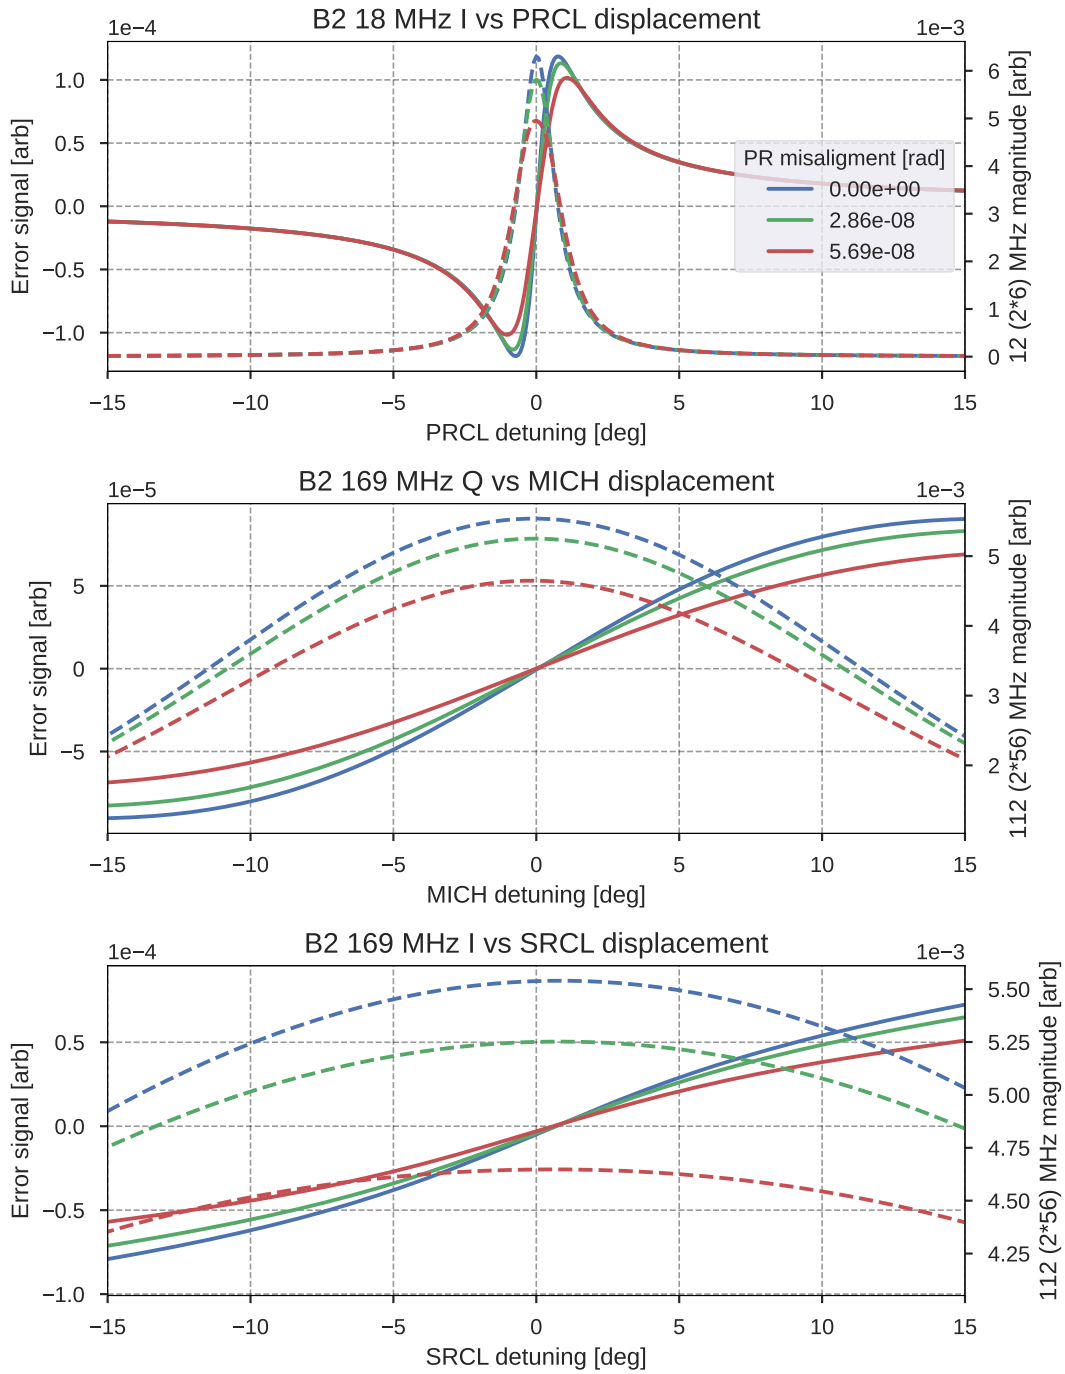 B2 18 MHz I vs PRCL displacement
1e−4
1e−3
1.0
0.5
0.0
−0.5
−1.0
Error signal [arb]
6
5
4
3
2
1
0
12 (2*6) MHz magnitude [arb]
PR misaligment [rad]
0.00e+00
2.86e-08
5.69e-08
−15 −10 −5 0 5 10 15
PRCL detuning [deg]
B2 169 MHz Q vs MICH displacement
1e−5
1e−3
5
0
−5
Error signal [arb]
5
4
3
2
112 (2*56) MHz magnitude [arb]
−15 −10 −5 0 5 10 15
MICH detuning [deg]
B2 169 MHz I vs SRCL displacement
1e−4
1e−3
0.5
0.0
−0.5
−1.0
Error signal [arb]
5.50
5.25
5.00
4.75
4.50
4.25
112 (2*56) MHz magnitude [arb]
−15 −10 −5 0 5 10 15
SRCL detuning [deg]